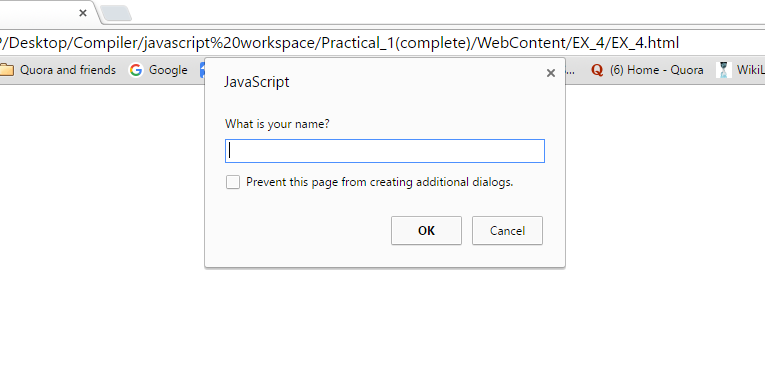 /Desktop/Compiler/javascript%20workspace/Practical_1(complete)/WebContent/EX_4/EX_4.html
Quora and friends Google ... (6) Home - Quora WikiL
JavaScript
What is your name?
Prevent this page from creating additional dialogs.
OK Cancel